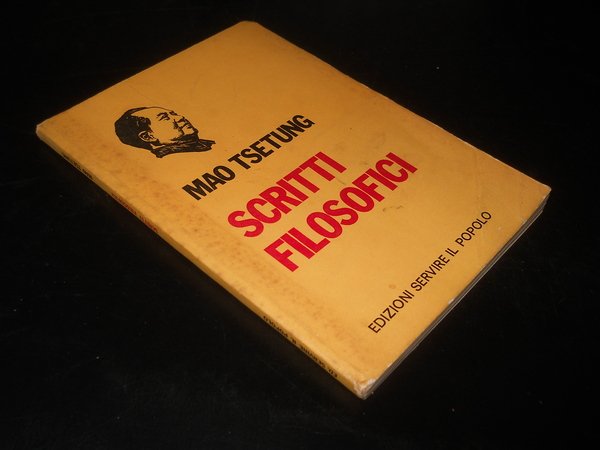 MAO TSETUNG
SCRITTI
FILOSOFICI
EDIZIONI SERVIRE IL POPOLO